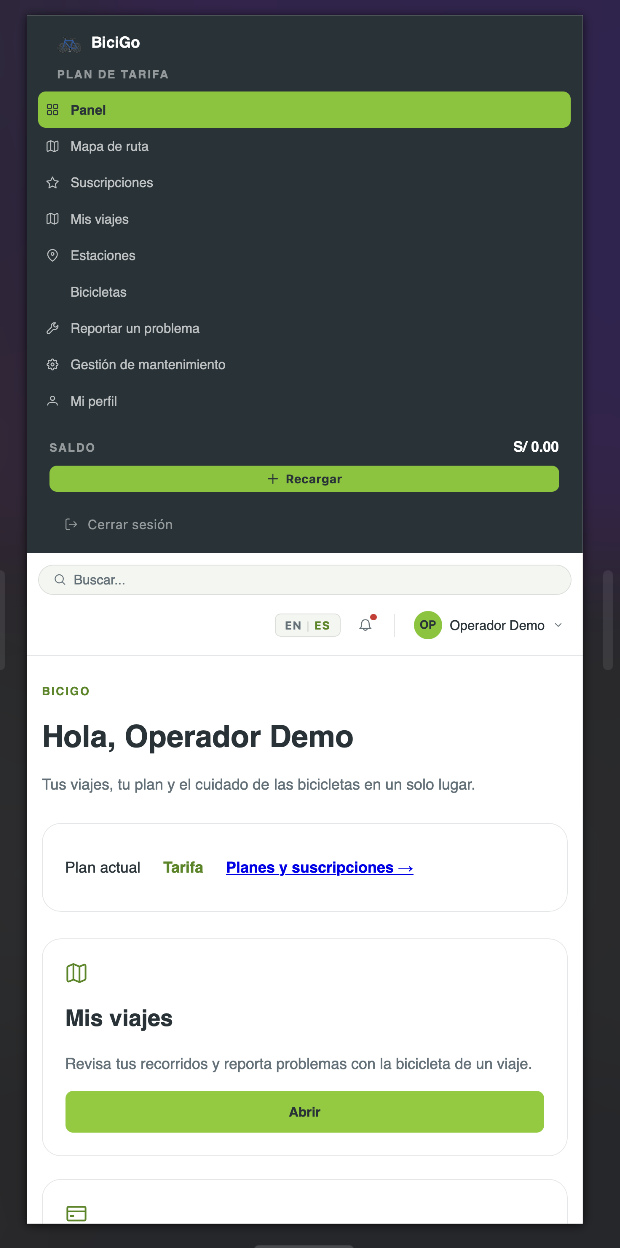 BiciGo
PLAN DE TARIFA
Panel
Mapa de ruta
Suscripciones
Mis viajes
Estaciones
Bicicletas
Reportar un problema
Gestión de mantenimiento
Mi perfil
SALDO S/ 0.00
+ Recargar
Cerrar sesión
Buscar...
EN | ES OP Operador Demo
BICIGO
Hola, Operador Demo
Tus viajes, tu plan y el cuidado de las bicicletas en un solo lugar.
Plan actual Tarifa Planes y suscripciones →
Mis viajes
Revisa tus recorridos y reporta problemas con la bicicleta de un viaje.
Abrir